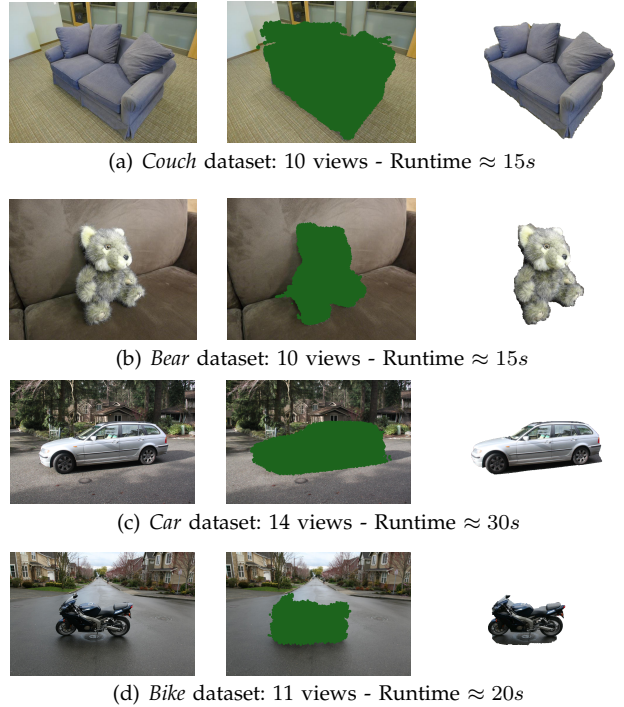 (a) Couch dataset: 10 views - Runtime ≈ 15s
(b) Bear dataset: 10 views - Runtime ≈ 15s
(c) Car dataset: 14 views - Runtime ≈ 30s
(d) Bike dataset: 11 views - Runtime ≈ 20s